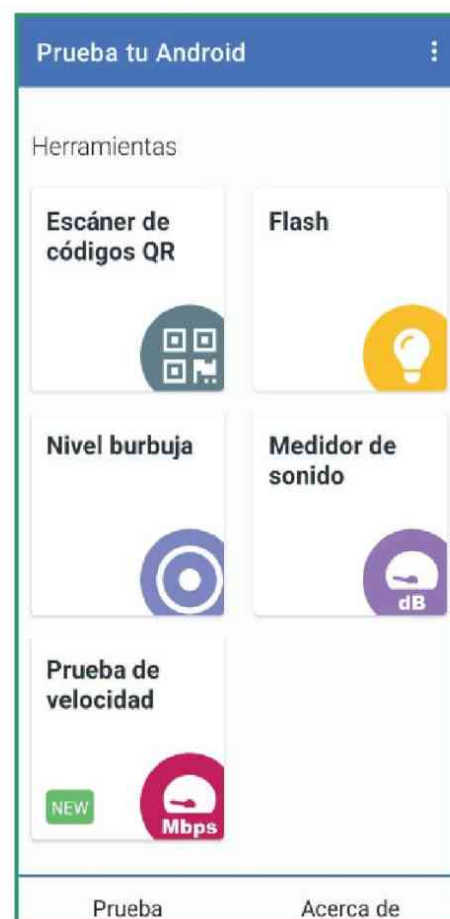 Prueba tu Android
Herramientas
Escáner de
códigos QR
Flash
Nivel burbuja
Medidor de
sonido
dB
Prueba de
velocidad
NEW
Mbps
Prueba
Acerca de